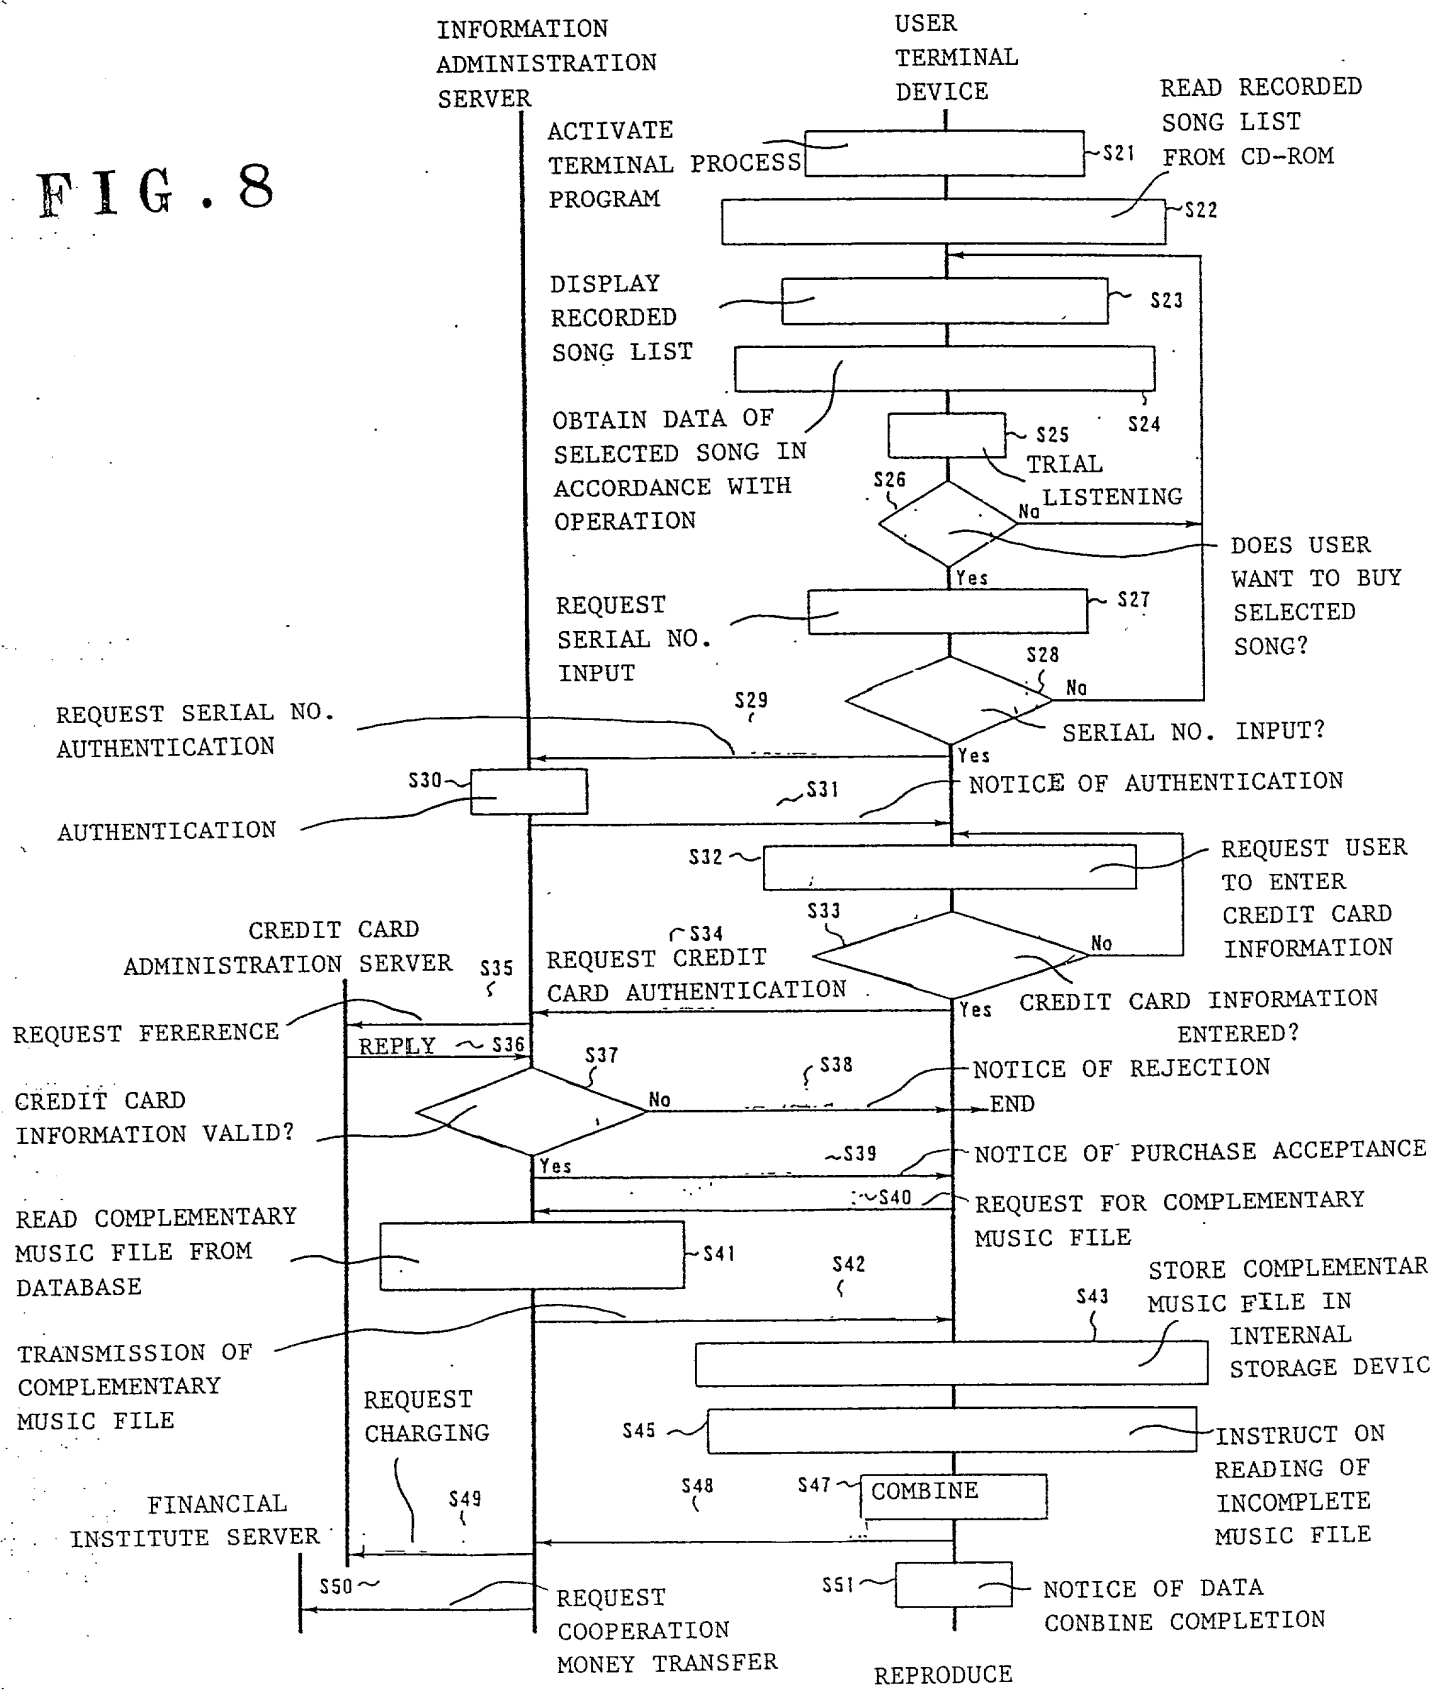 FIG.8
INFORMATION
ADMINISTRATION
SERVER
USER
TERMINAL
DEVICE
ACTIVATE
TERMINAL PROCESS
PROGRAM
S21
READ RECORDED
SONG LIST
FROM CD-ROM
S22
DISPLAY
RECORDED
SONG LIST
S23
OBTAIN DATA OF
SELECTED SONG IN
ACCORDANCE WITH
OPERATION
S24
S25
TRIAL
LISTENING
S26
No
Yes
DOES USER
WANT TO BUY
SELECTED
SONG?
REQUEST
SERIAL NO.
INPUT
S27
S28
No
SERIAL NO. INPUT?
Yes
REQUEST SERIAL NO.
AUTHENTICATION
S29
S30
AUTHENTICATION
S31
NOTICE OF AUTHENTICATION
S32
REQUEST USER
TO ENTER
CREDIT CARD
INFORMATION
S33
No
Yes
CREDIT CARD INFORMATION
ENTERED?
S34
REQUEST CREDIT
CARD AUTHENTICATION
CREDIT CARD
ADMINISTRATION SERVER
S35
REQUEST FERERENCE
REPLY
S36
S37
No
Yes
CREDIT CARD
INFORMATION VALID?
S38
NOTICE OF REJECTION
END
S39
NOTICE OF PURCHASE ACCEPTANCE
S40
REQUEST FOR COMPLEMENTARY
MUSIC FILE
READ COMPLEMENTARY
MUSIC FILE FROM
DATABASE
S41
S42
TRANSMISSION OF
COMPLEMENTARY
MUSIC FILE
S43
STORE COMPLEMENTAR
MUSIC FILE IN
INTERNAL
STORAGE DEVIC
S45
INSTRUCT ON
READING OF
INCOMPLETE
MUSIC FILE
S47
COMBINE
REQUEST
CHARGING
S48
S49
FINANCIAL
INSTITUTE SERVER
S50
REQUEST
COOPERATION
MONEY TRANSFER
S51
NOTICE OF DATA
CONBINE COMPLETION
REPRODUCE